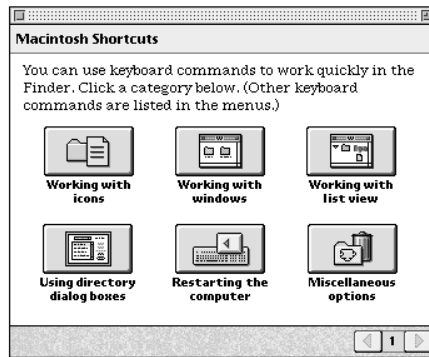 Macintosh Shortcuts
You can use keyboard commands to work quickly in the
Finder. Click a category below. (Other keyboard
commands are listed in the menus.)
Working with
icons
Working with
windows
Working with
list view
Using directory
dialog boxes
Restarting the
computer
Miscellaneous
options
1